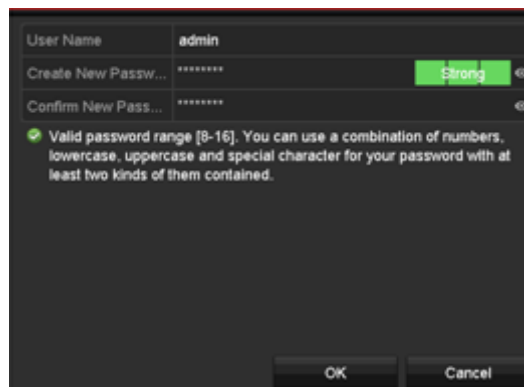 User Name admin
Create New Passw... ******** Strong
Confirm New Pass... ********
Valid password range [8-16]. You can use a combination of numbers,
lowercase, uppercase and special character for your password with at
least two kinds of them contained.
OK Cancel